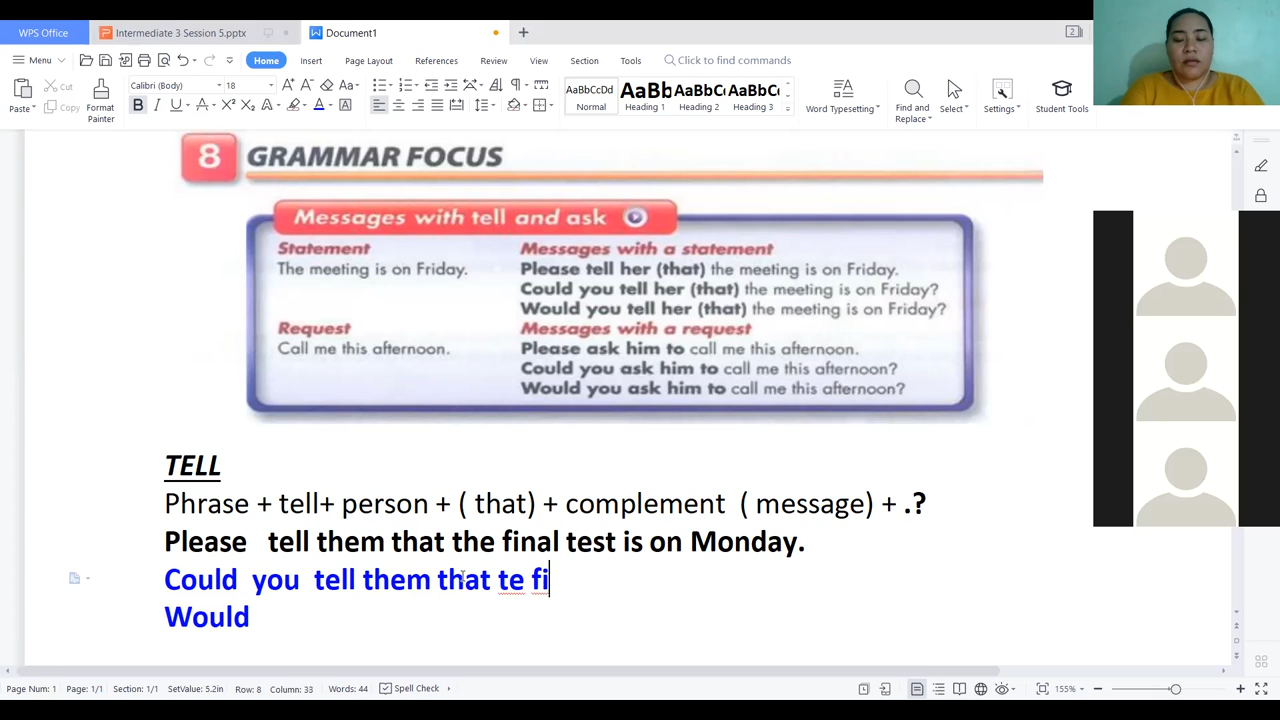 WPS Office
Intermediate 3 Session 5.pptx
Document1
2
Menu
Home
Insert
Page Layout
References
Review
View
Section
Tools
Click to find commands
Paste
Cut
Copy
Format Painter
Calibri (Body)
18
AaBbCcDd
Normal
AaBb
Heading 1
AaBbC
Heading 2
AaBbC
Heading 3
Word Typesetting
Find and Replace
Select
Settings
Student Tools
8 GRAMMAR FOCUS
Messages with tell and ask
Statement
The meeting is on Friday.
Messages with a statement
Please tell her (that) the meeting is on Friday.
Could you tell her (that) the meeting is on Friday?
Would you tell her (that) the meeting is on Friday?
Request
Call me this afternoon.
Messages with a request
Please ask him to call me this afternoon.
Could you ask him to call me this afternoon?
Would you ask him to call me this afternoon?
TELL
Phrase + tell+ person + ( that) + complement ( message) + .?
Please tell them that the final test is on Monday.
Could you tell them that te fi
Would
Page Num: 1 Page: 1/1 Section: 1/1 SetValue: 5.2in Row: 8 Column: 33 Words: 44 Spell Check
155%